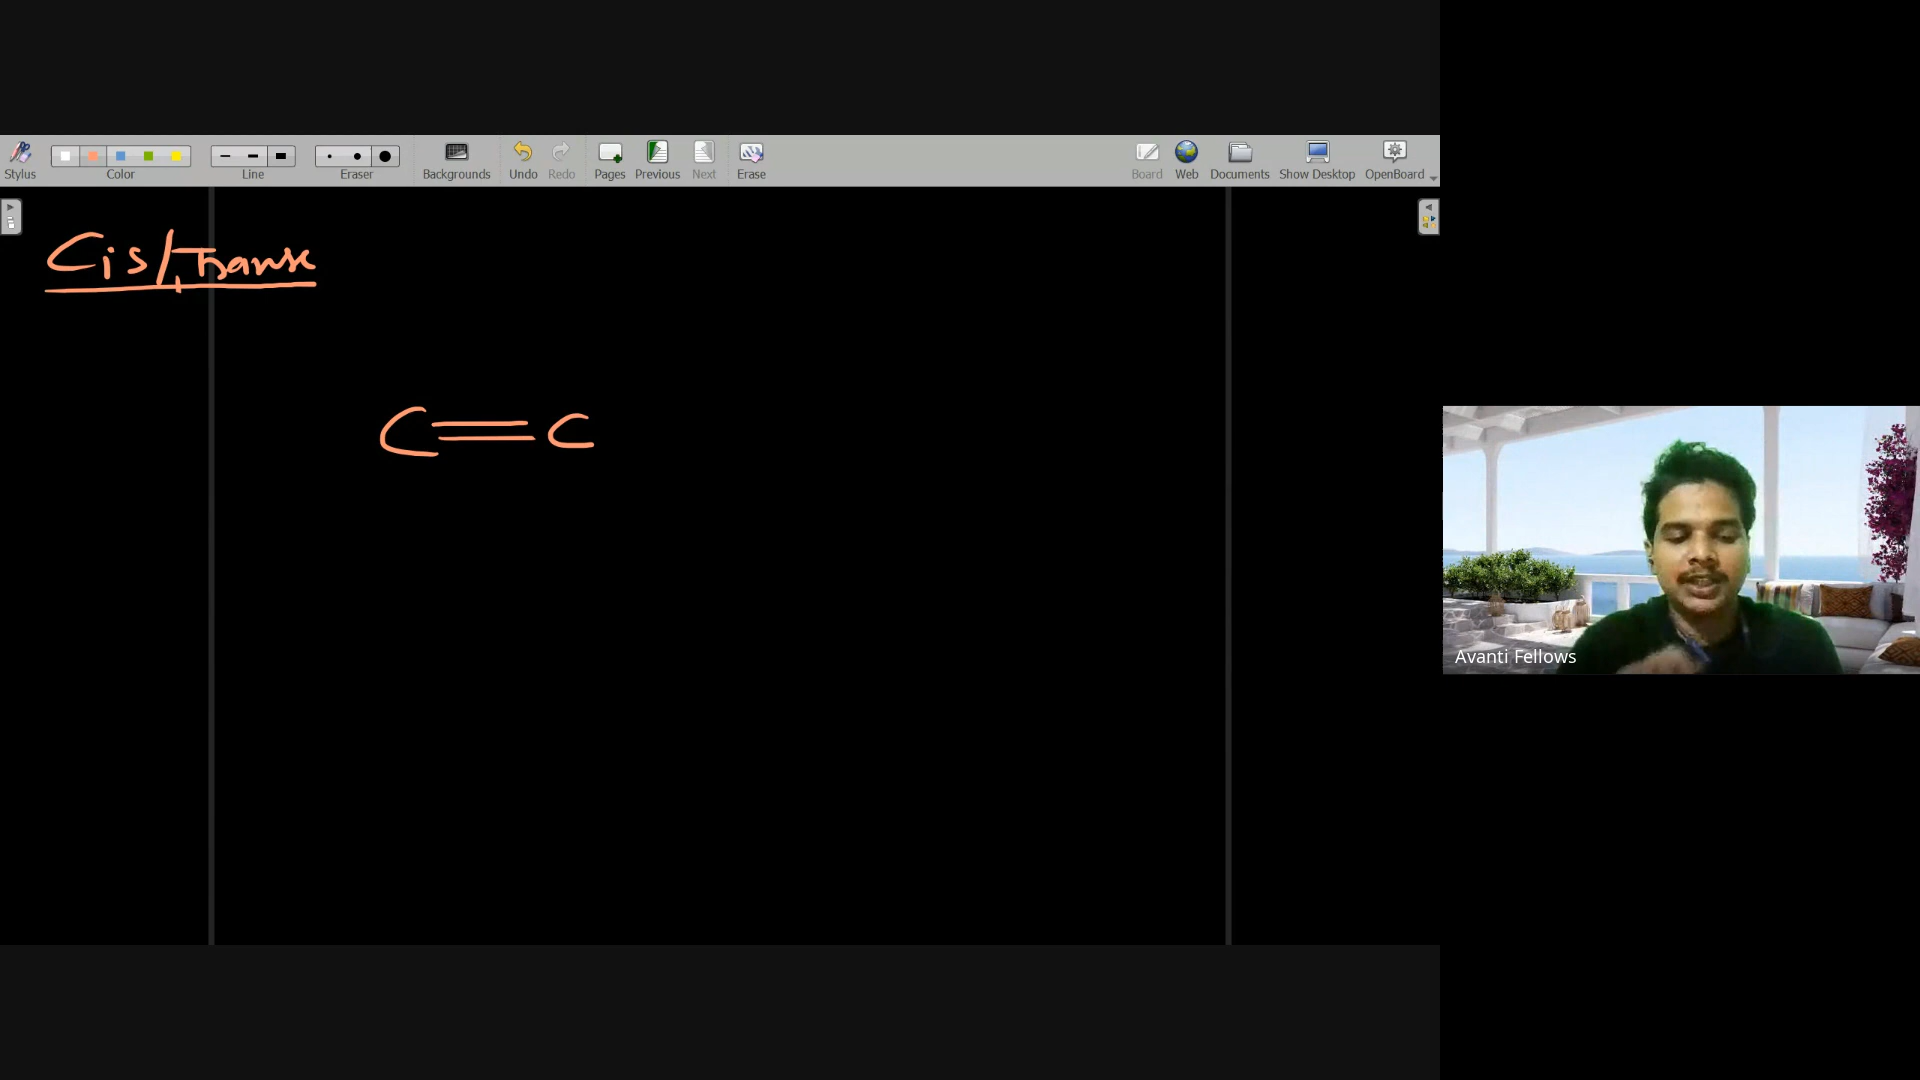 Stylus Color Line Eraser Backgrounds Undo Redo Pages Previous Next Erase Board Web Documents Show Desktop OpenBoard
Cis/Transe
C=C
Avanti Fellows